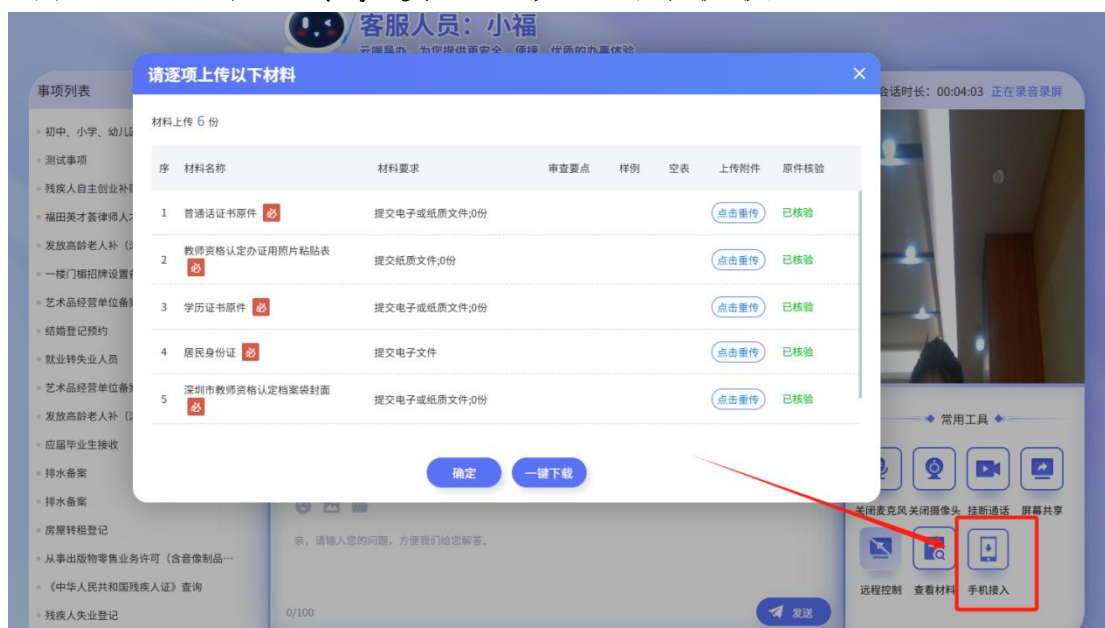 客服人员：小福
云端导办，为您提供更安全、便捷、优质的办事体验
事项列表
初中、小学、幼儿园
测试事项
残疾人自主创业补贴
福田英才荟律师人才
发放高龄老人补（津
一楼门楣招牌设置备
艺术品经营单位备案
结婚登记预约
就业转失业人员
艺术品经营单位备案
发放高龄老人补（津
应届毕业生接收
排水备案
排水备案
房屋转租登记
从事出版物零售业务许可（含音像制品…
《中华人民共和国残疾人证》查询
残疾人失业登记
请逐项上传以下材料
材料上传 6 份
序 材料名称 材料要求 审查要点 样例 空表 上传附件 原件核验
1 普通话证书原件 必 提交电子或纸质文件;0份 点击重传 已核验
2 教师资格认定办证用照片粘贴表 必 提交纸质文件;0份 点击重传 已核验
3 学历证书原件 必 提交电子或纸质文件;0份 点击重传 已核验
4 居民身份证 必 提交电子文件 点击重传 已核验
5 深圳市教师资格认定档案袋封面 必 提交电子或纸质文件;0份 点击重传 已核验
确定 一键下载
亲，请输入您的问题，方便我们给您解答。
0/100
发送
会话时长：00:04:03 正在录音录屏
常用工具
关闭麦克风 关闭摄像头 挂断通话 屏幕共享
远程控制 查看材料 手机接入